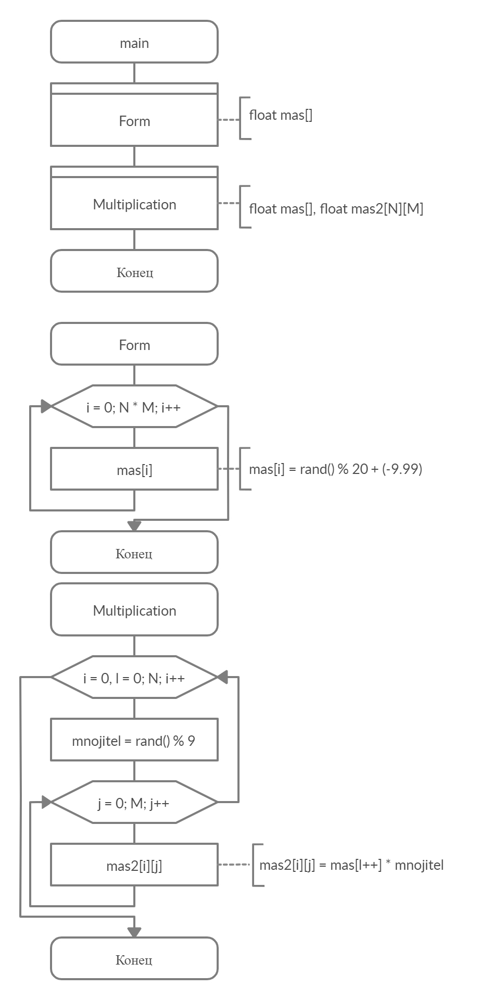 main
Form
float mas[]
Multiplication
float mas[], float mas2[N][M]
Конец
Form
i = 0; N * M; i++
mas[i]
mas[i] = rand() % 20 + (-9.99)
Конец
Multiplication
i = 0, l = 0; N; i++
mnojitel = rand() % 9
j = 0; M; j++
mas2[i][j]
mas2[i][j] = mas[l++] * mnojitel
Конец